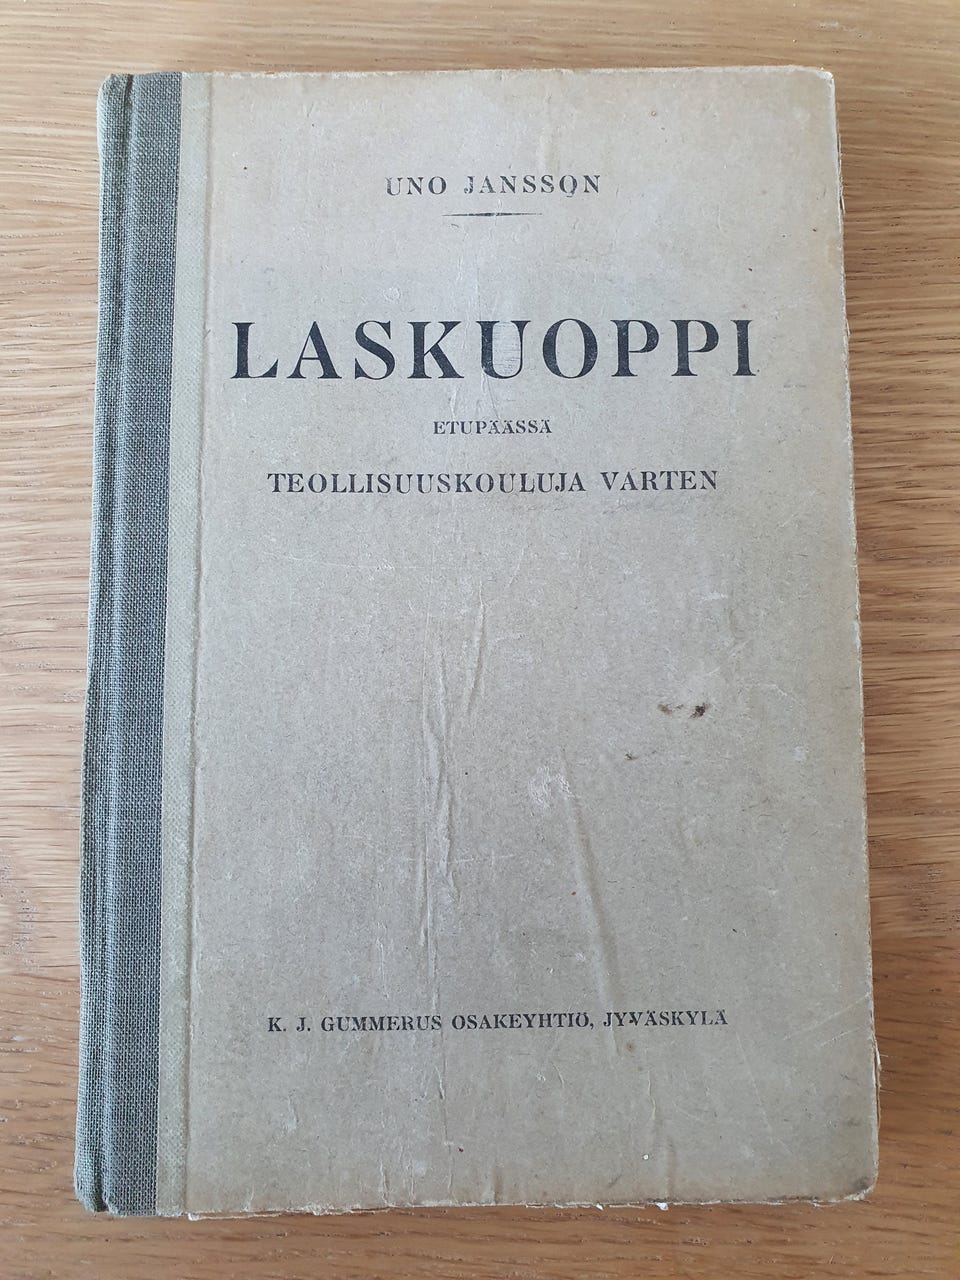 UNO JANSSON
LASKUOPPI
ETUPÄÄSSÄ
TEOLLISUUSKOULUJA VARTEN
K. J. GUMMERUS OSAKEYHTIÖ, JYVÄSKYLÄ